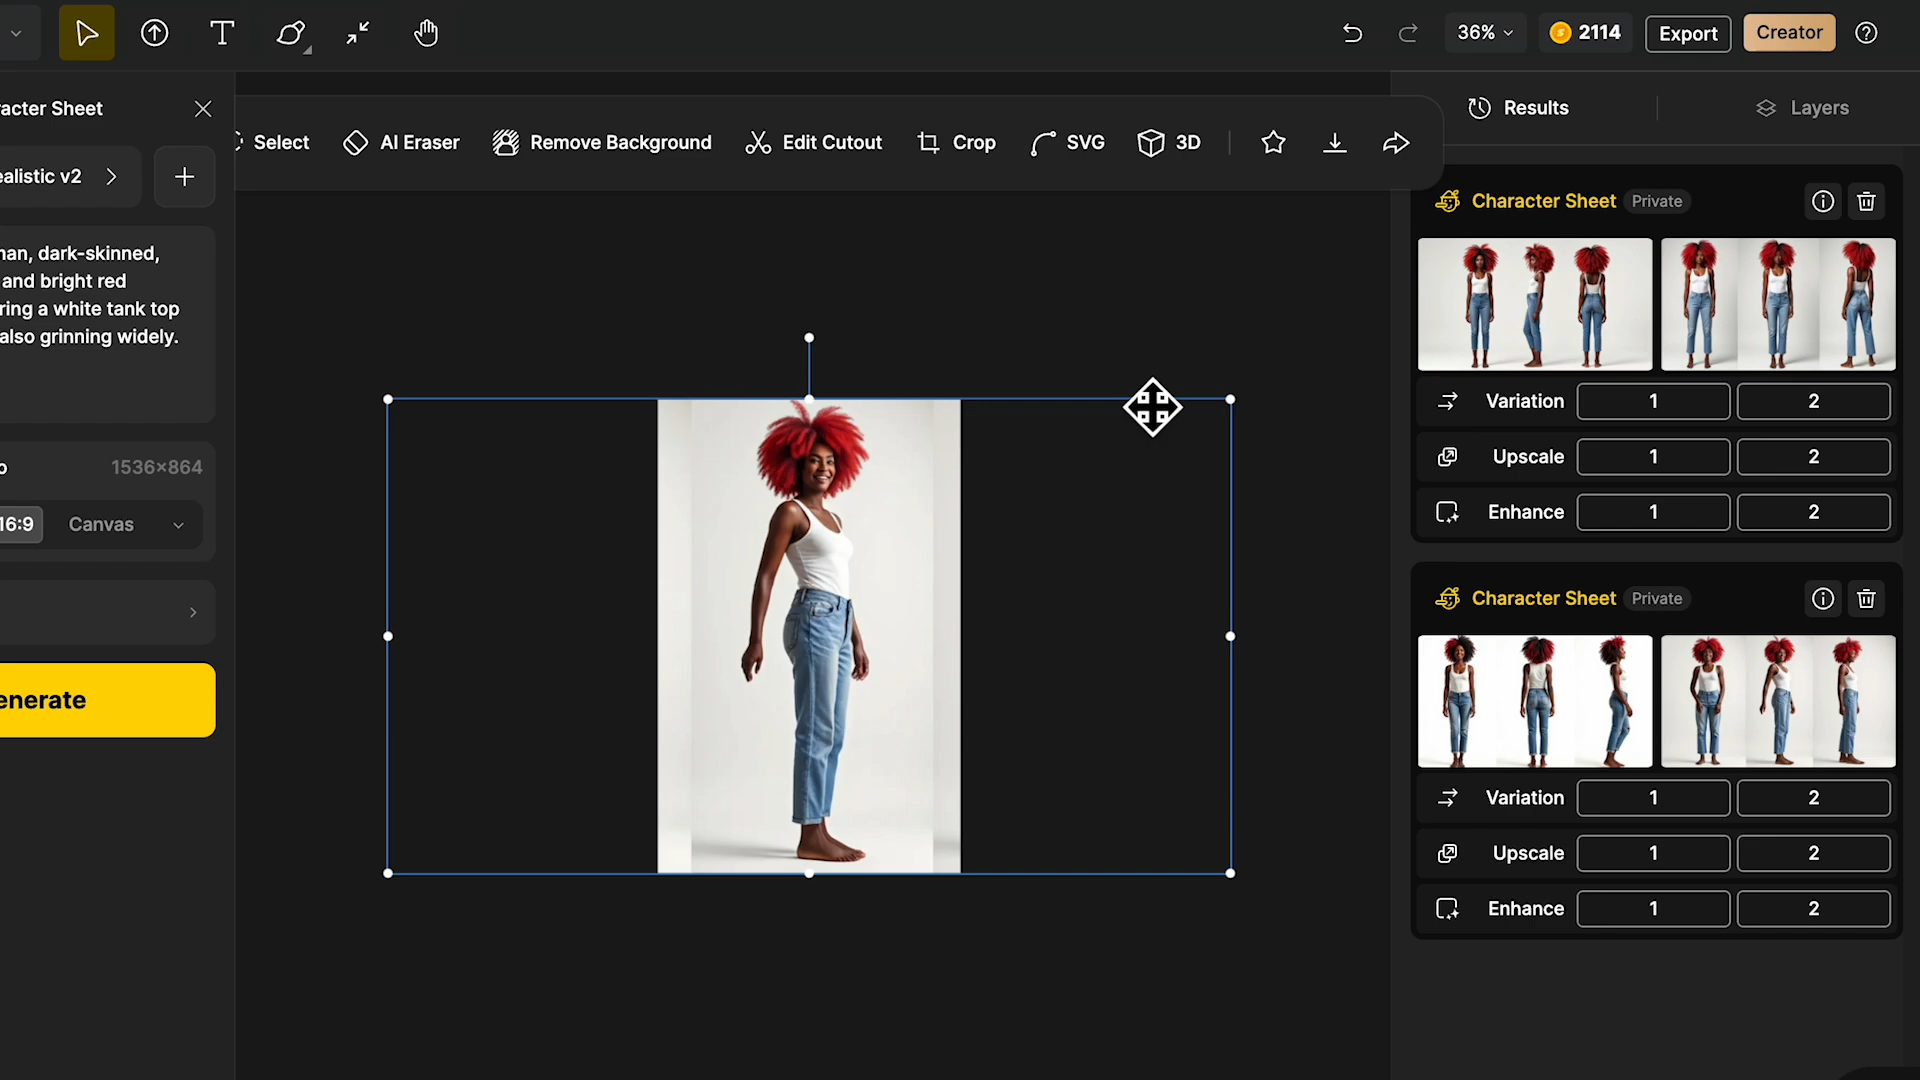 T
36%
2114
Export
Creator
racter Sheet
Select
AI Eraser
Remove Background
Edit Cutout
Crop
SVG
3D
Results
Layers
ealistic v2
nan, dark-skinned,
and bright red
ring a white tank top
also grinning widely.
o
1536×864
16:9
Canvas
enerate
Character Sheet
Private
Variation
1
2
Upscale
1
2
Enhance
1
2
Character Sheet
Private
Variation
1
2
Upscale
1
2
Enhance
1
2